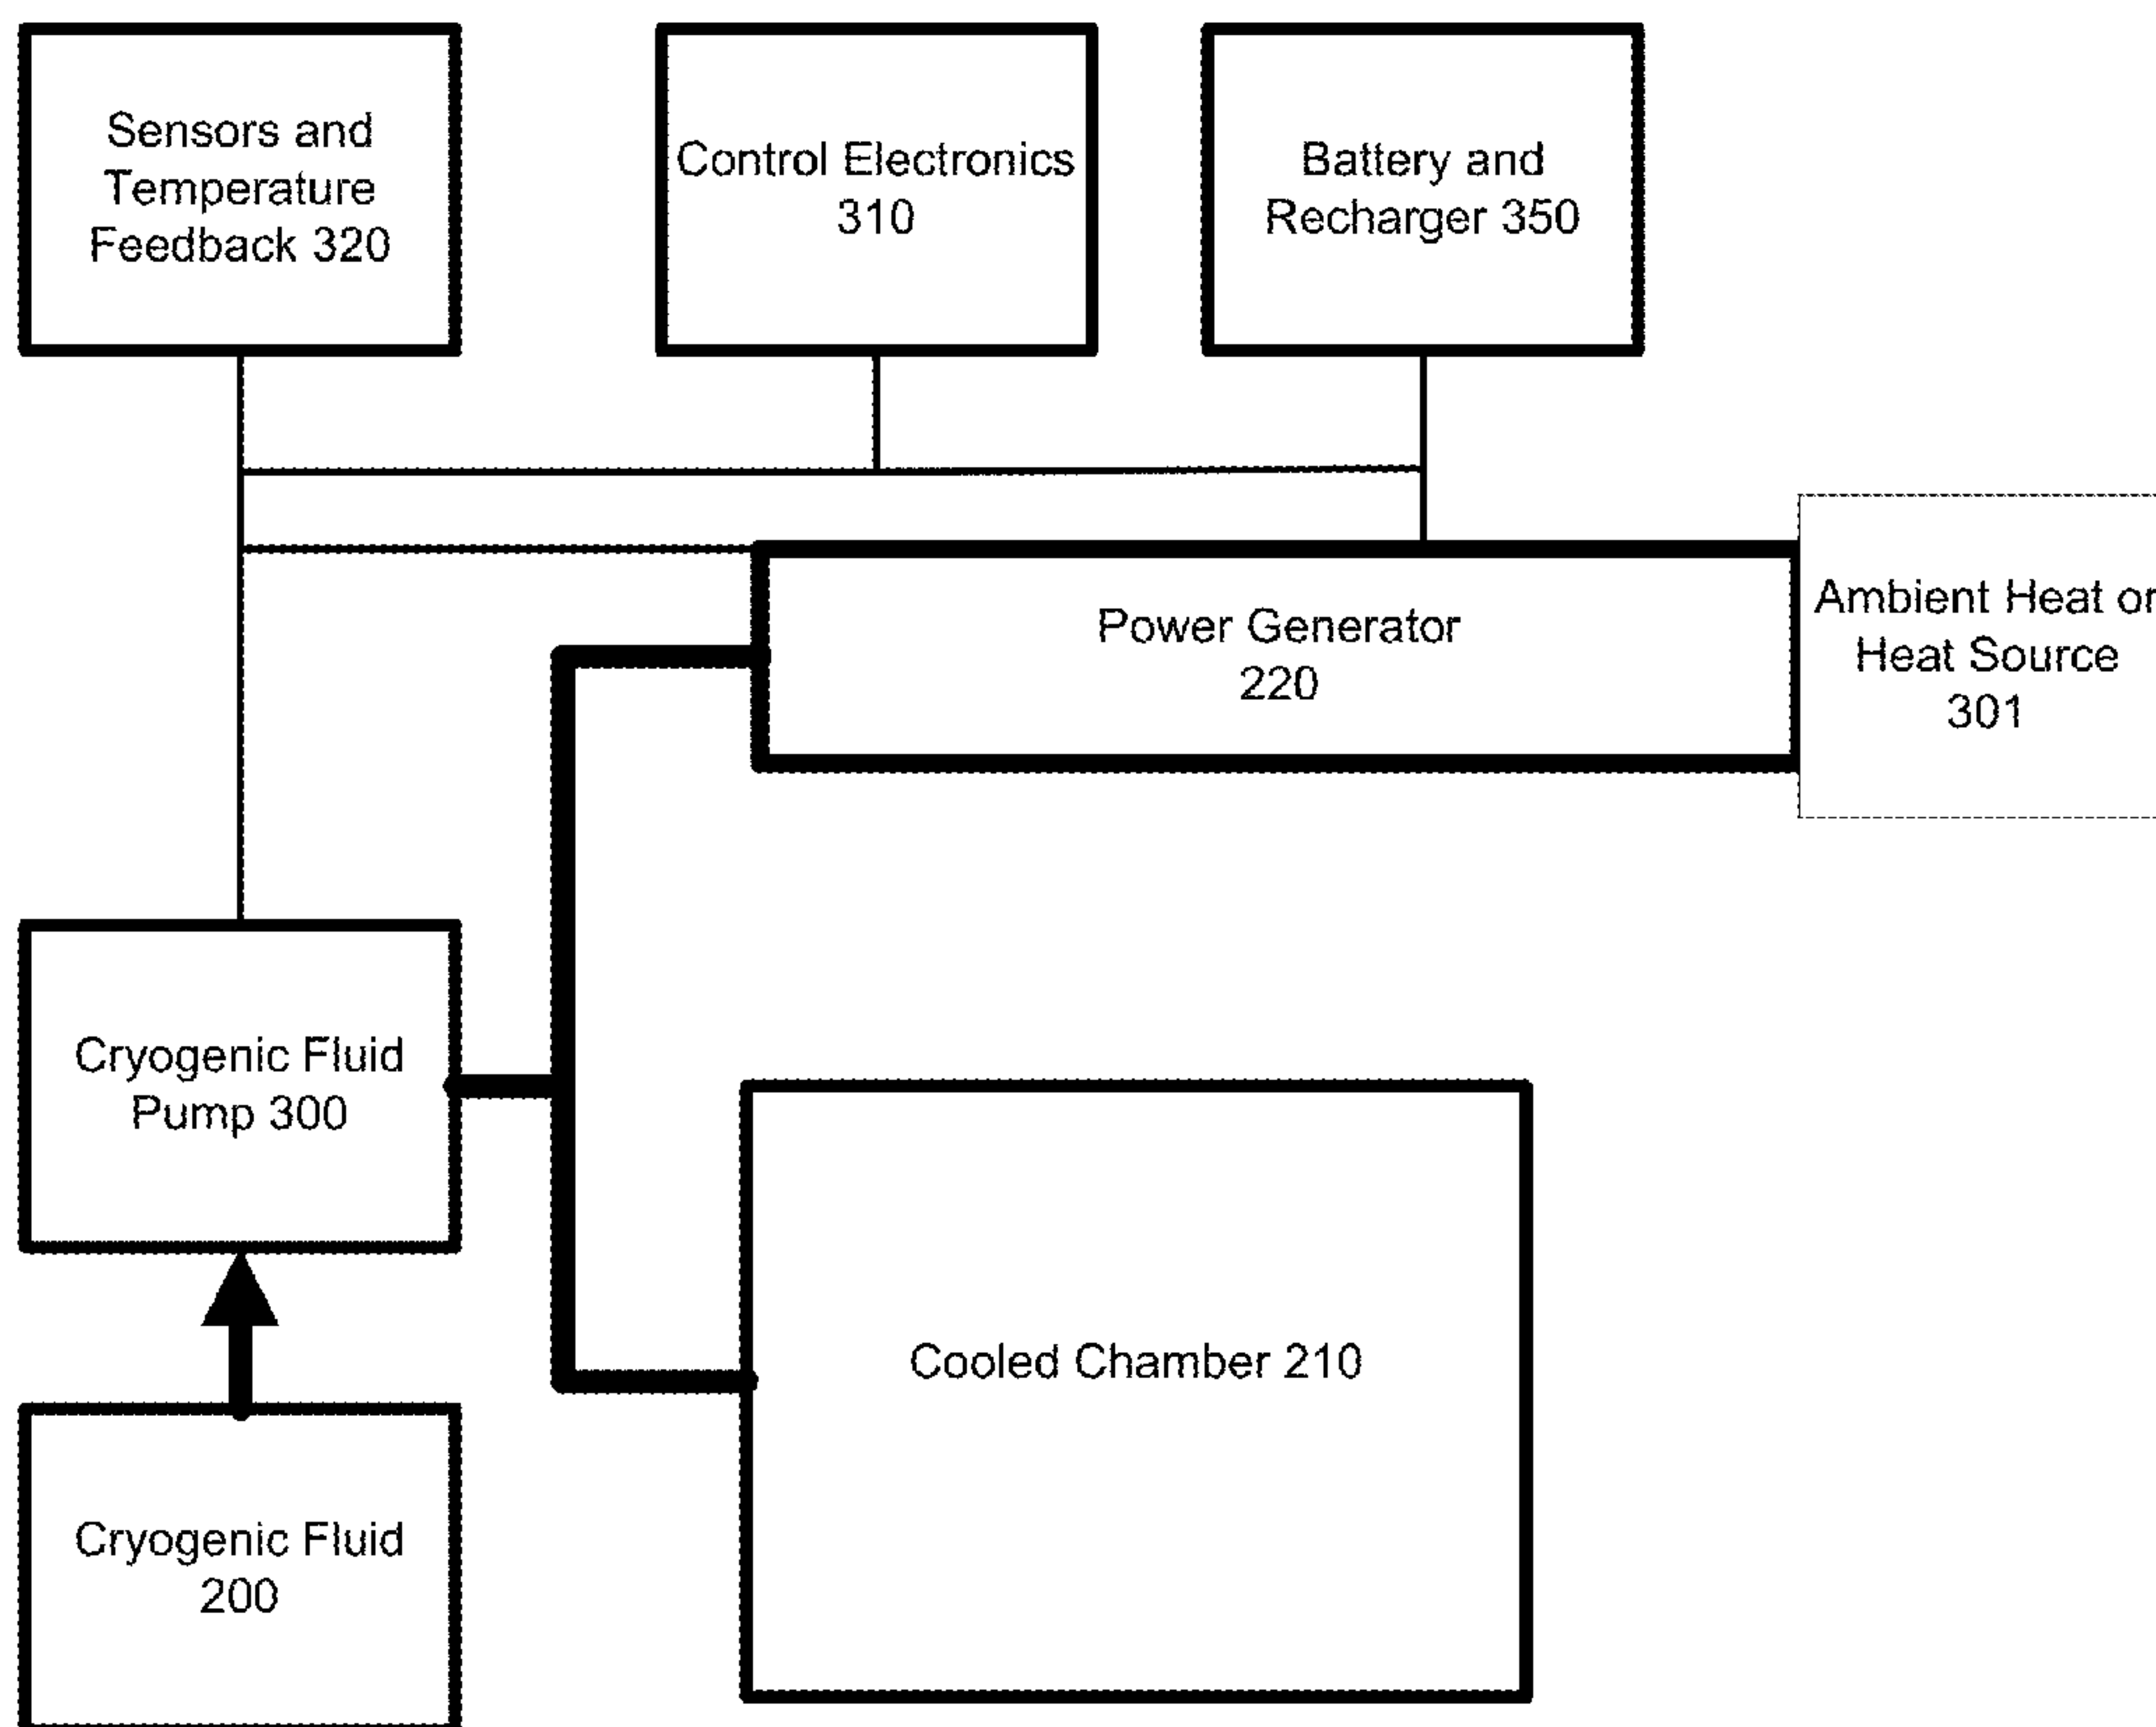 Sensors and
Temperature
Feedback 320
Control Electronics
310
Battery and
Recharger 350
Power Generator
220
Ambient Heat or
Heat Source
301
Cryogenic Fluid
Pump 300
Cooled Chamber 210
Cryogenic Fluid
200